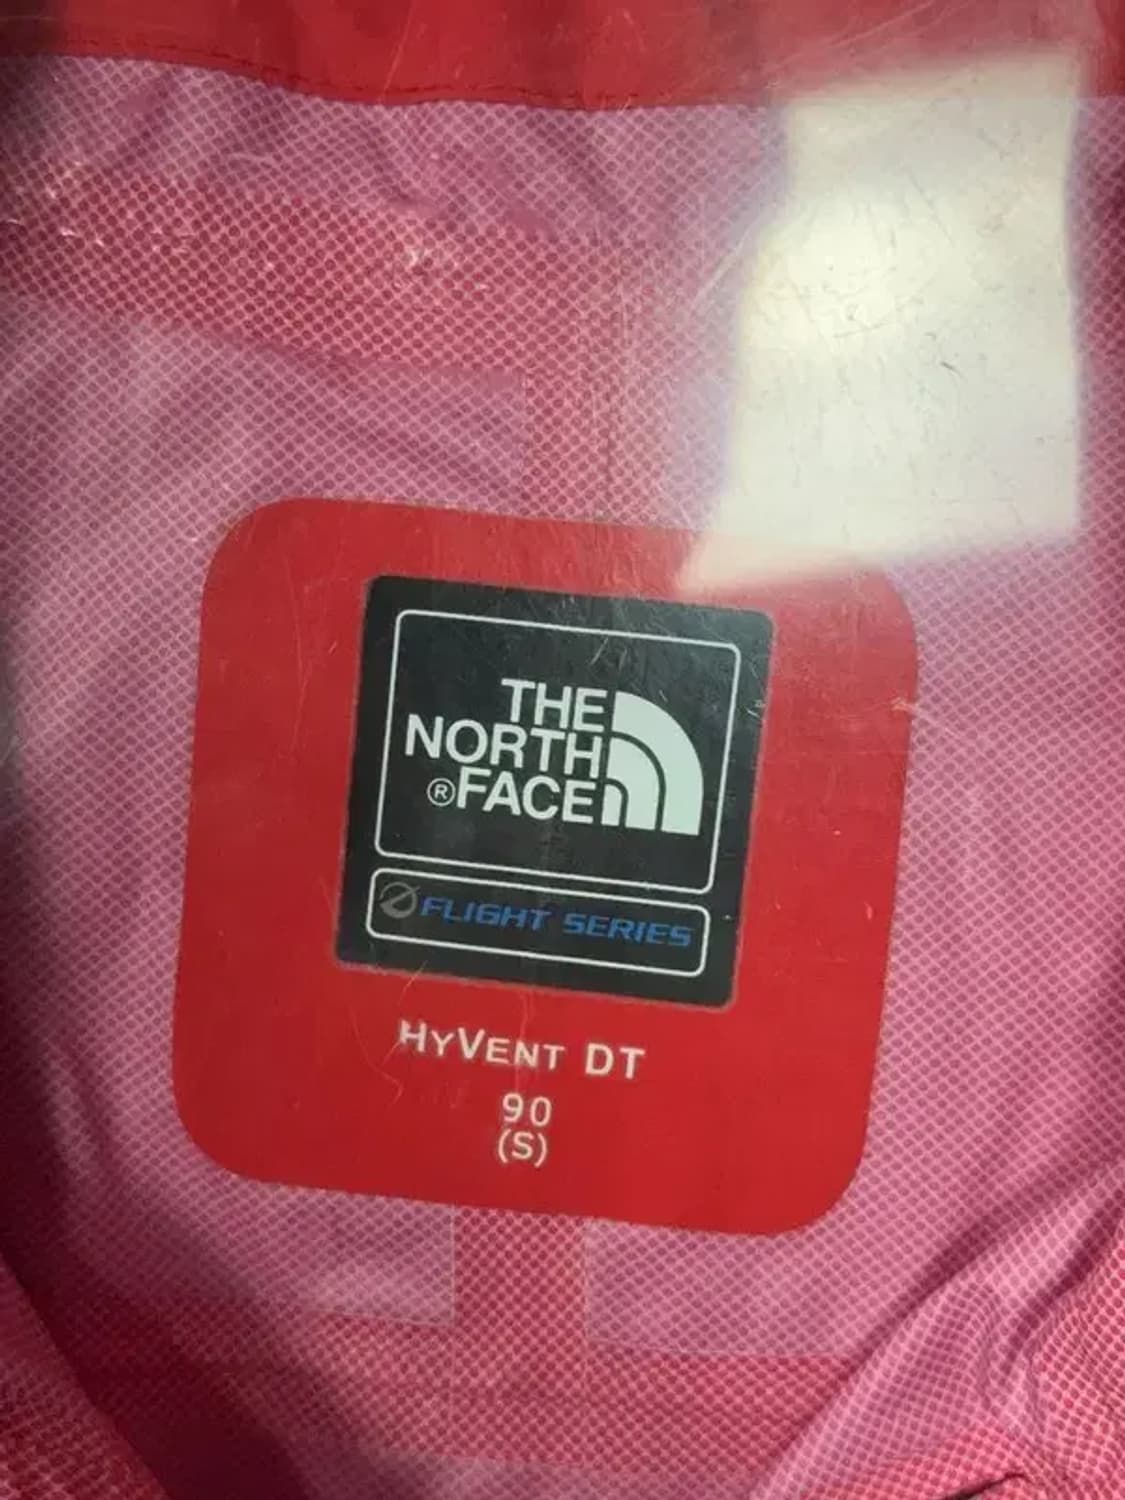 THE
NORTH
®FACE
FLIGHT SERIES
HYVENT DT
90
(S)